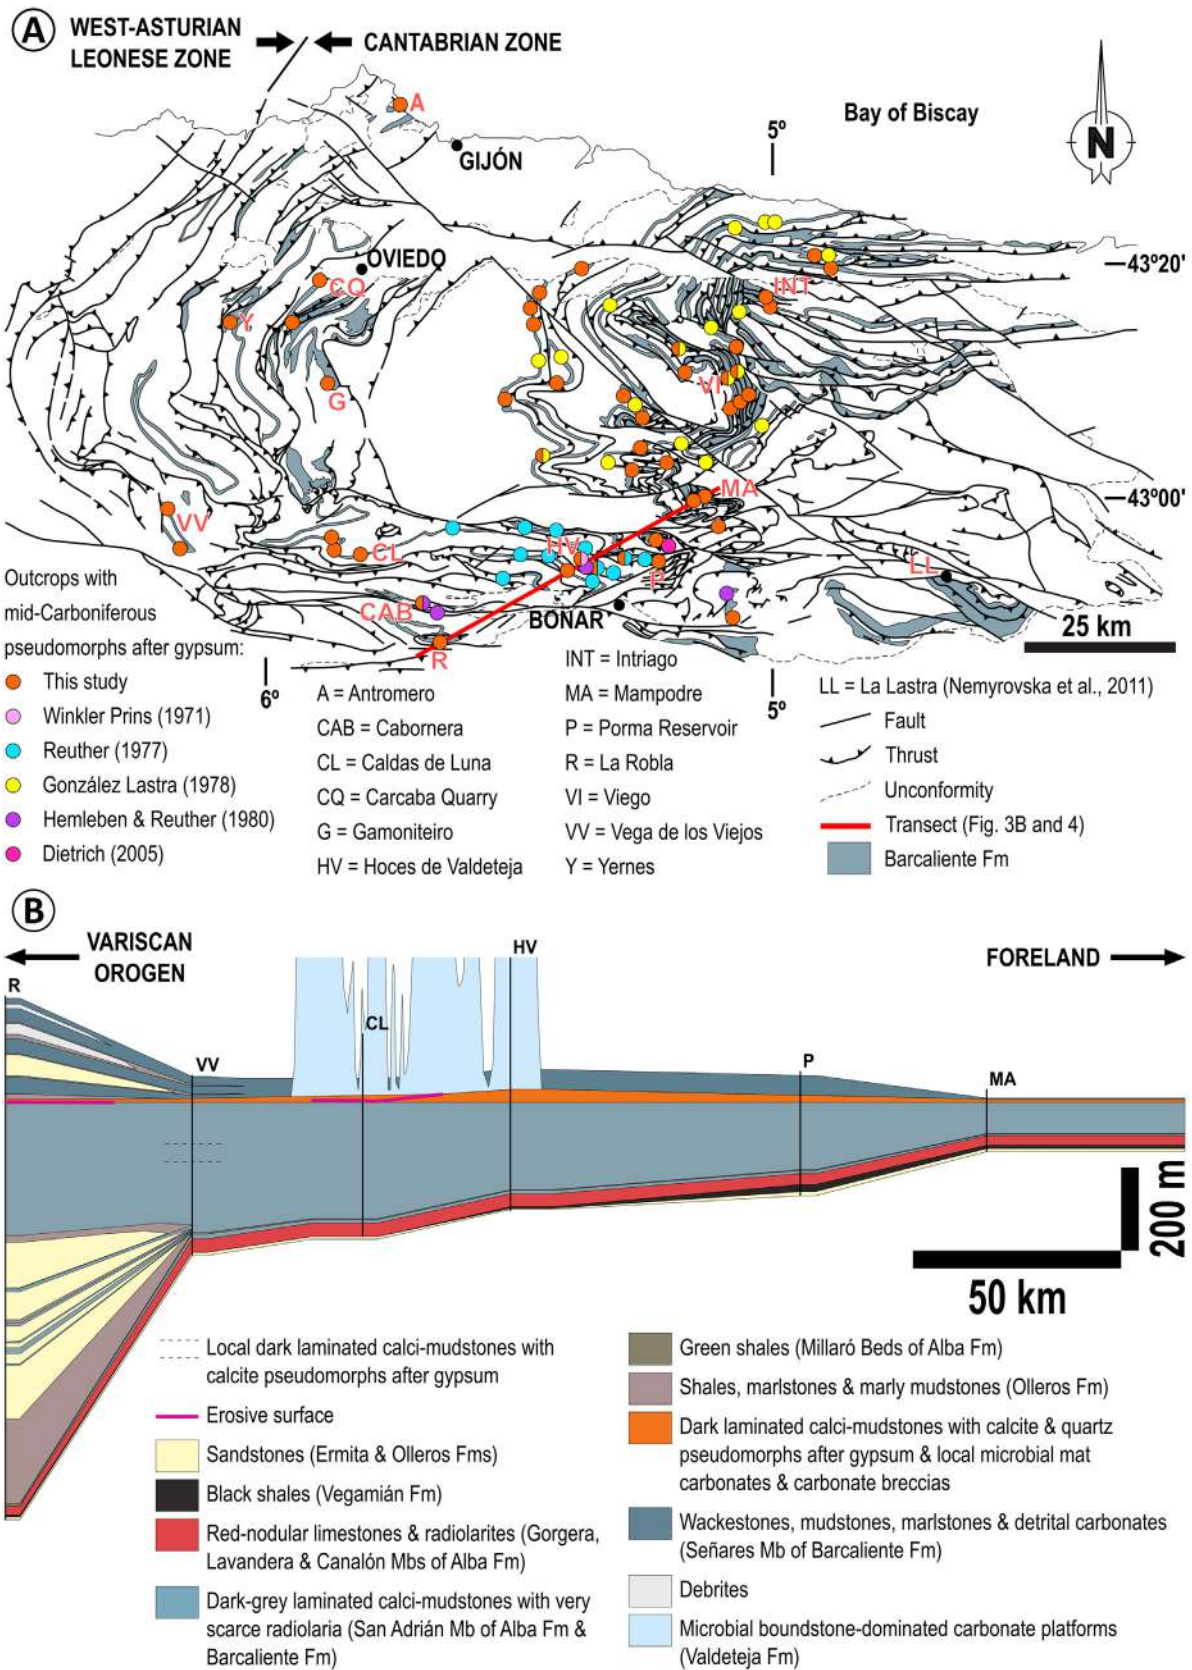 A
WEST-ASTURIAN
LEONESE ZONE
CANTABRIAN ZONE
A
Bay of Biscay
5º
N
GIJÓN
OVIEDO
43º20'
CQ
INT
Y
VI
G
MA
43º00'
VV
HV
CL
P
LL
CAB
BOÑAR
25 km
R
6º
5º
Outcrops with
mid-Carboniferous
pseudomorphs after gypsum:
This study
Winkler Prins (1971)
Reuther (1977)
González Lastra (1978)
Hemleben & Reuther (1980)
Dietrich (2005)
A = Antromero
CAB = Cabornera
CL = Caldas de Luna
CQ = Carcaba Quarry
G = Gamoniteiro
HV = Hoces de Valdeteja
INT = Intriago
MA = Mampodre
P = Porma Reservoir
R = La Robla
VI = Viego
VV = Vega de los Viejos
Y = Yernes
LL = La Lastra (Nemyrovska et al., 2011)
Fault
Thrust
Unconformity
Transect (Fig. 3B and 4)
Barcaliente Fm
B
VARISCAN
OROGEN
HV
FORELAND
R
CL
VV
P
MA
200 m
50 km
Local dark laminated calci-mudstones with
calcite pseudomorphs after gypsum
Erosive surface
Sandstones (Ermita & Olleros Fms)
Black shales (Vegamián Fm)
Red-nodular limestones & radiolarites (Gorgera,
Lavandera & Canalón Mbs of Alba Fm)
Dark-grey laminated calci-mudstones with very
scarce radiolaria (San Adrián Mb of Alba Fm &
Barcaliente Fm)
Green shales (Millaró Beds of Alba Fm)
Shales, marlstones & marly mudstones (Olleros Fm)
Dark laminated calci-mudstones with calcite & quartz
pseudomorphs after gypsum & local microbial mat
carbonates & carbonate breccias
Wackestones, mudstones, marlstones & detrital carbonates
(Señares Mb of Barcaliente Fm)
Debrites
Microbial boundstone-dominated carbonate platforms
(Valdeteja Fm)